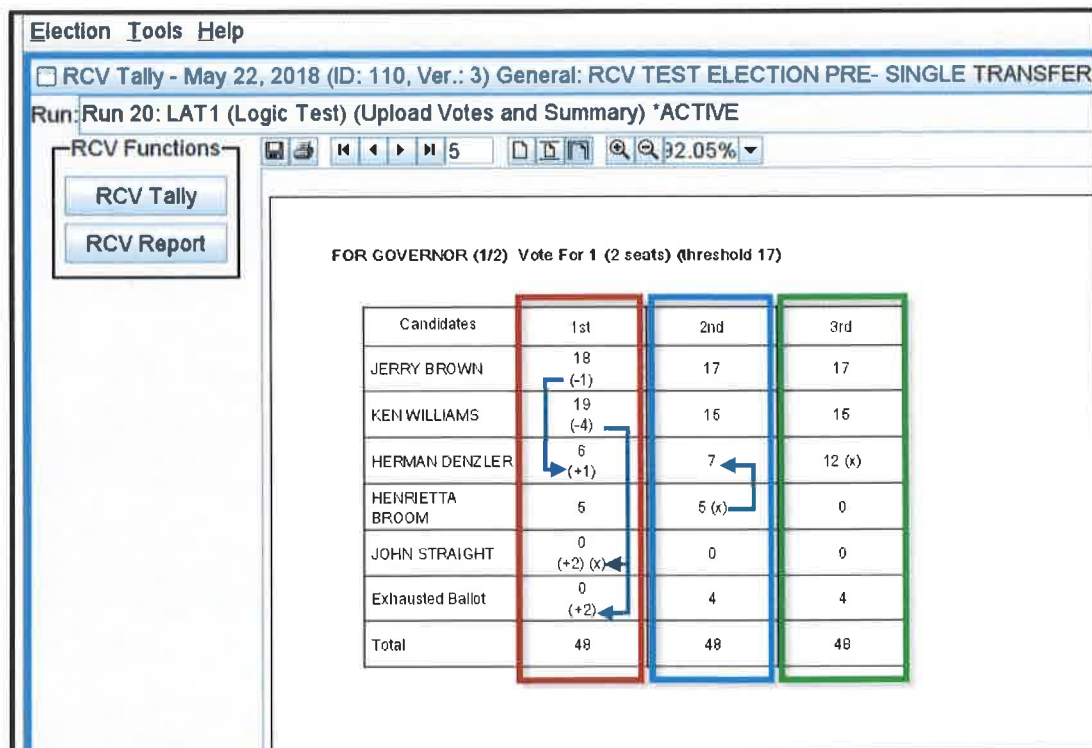 Election Tools Help
RCV Tally - May 22, 2018 (ID: 110, Ver.: 3) General: RCV TEST ELECTION PRE- SINGLE TRANSFER
Run: Run 20: LAT1 (Logic Test) (Upload Votes and Summary) *ACTIVE
RCV Functions
5
92.05%
RCV Tally
RCV Report
FOR GOVERNOR (1/2) Vote For 1 (2 seats) (threshold 17)
Candidates 1st 2nd 3rd
JERRY BROWN 18 (-1) 17 17
KEN WILLIAMS 19 (-4) 15 15
HERMAN DENZLER 6 (+1) 7 12 (x)
HENRIETTA BROOM 5 5 (x) 0
JOHN STRAIGHT 0 (+2) (x) 0 0
Exhausted Ballot 0 (+2) 4 4
Total 48 48 48